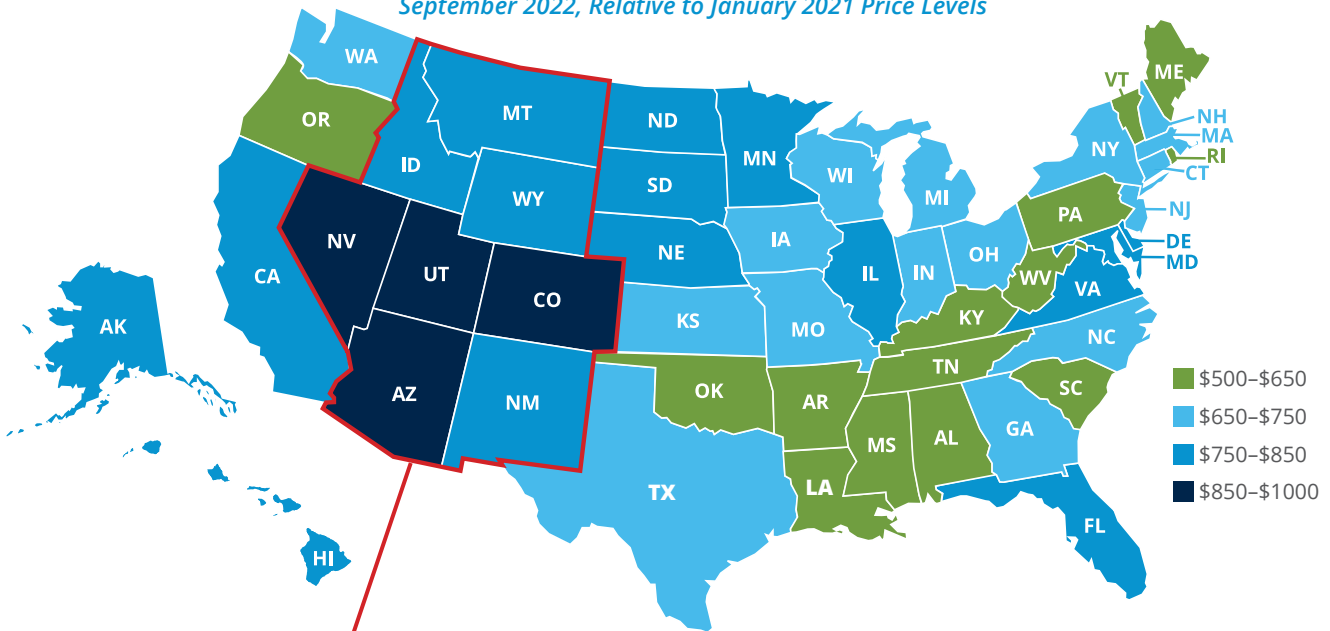 September 2022, Relative to January 2021 Price Levels
WA
OR
MT
ID
WY
NV
UT
CO
AZ
NM
CA
AK
HI
ND
SD
NE
KS
OK
TX
MN
IA
MO
AR
LA
WI
IL
MI
IN
OH
KY
TN
MS
AL
GA
FL
SC
NC
VA
WV
PA
NY
VT
ME
NH
MA
RI
CT
NJ
DE
MD
$500–$650
$650–$750
$750–$850
$850–$1000